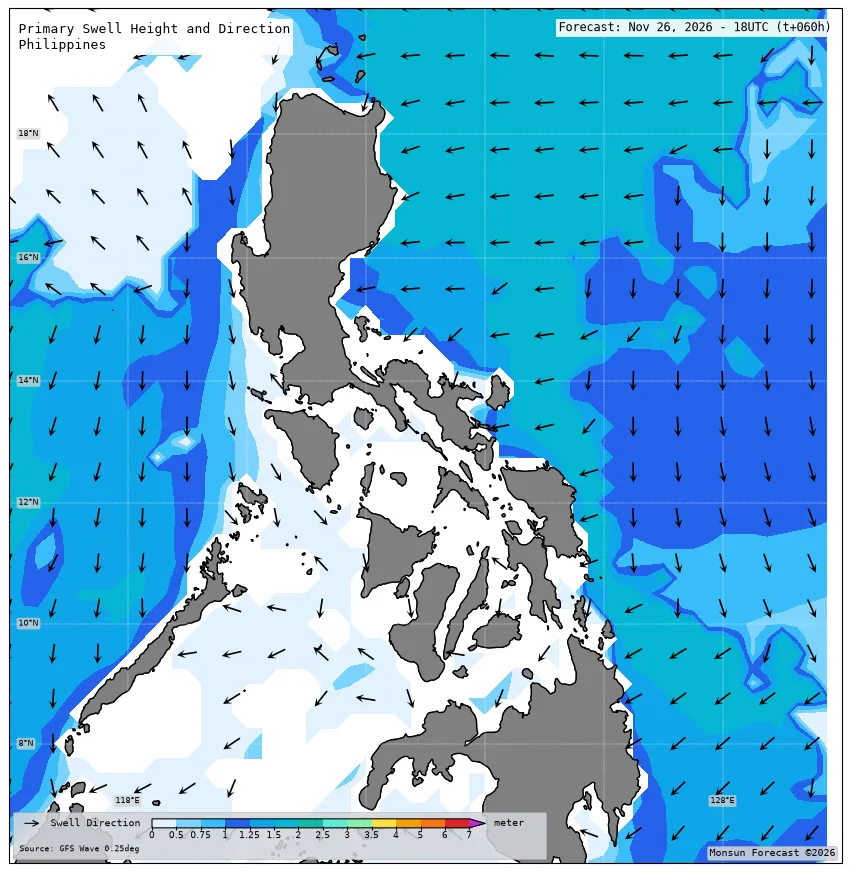 Primary Swell Height and Direction
Philippines
Forecast: Nov 26, 2026 - 18UTC (t+060h)
18°N
16°N
14°N
12°N
10°N
8°N
118°E
128°E
Swell Direction
meter
0 0.5 0.75 1 1.25 1.5 2 2.5 3 3.5 4 5 6 7
Source: GFS Wave 0.25deg
Monsun Forecast ©2026